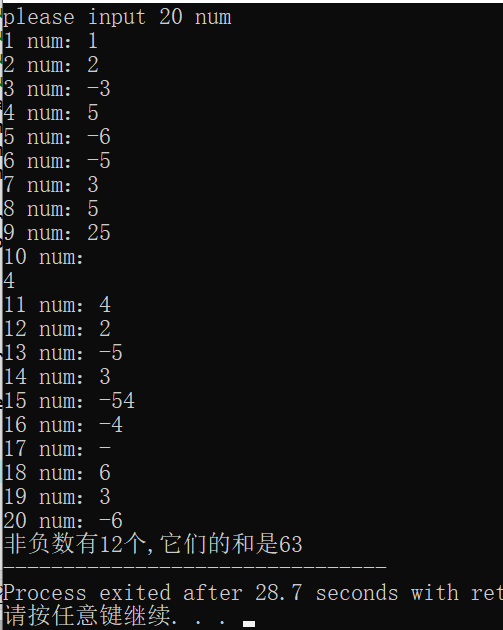 please input 20 num
1 num：1
2 num：2
3 num：-3
4 num：5
5 num：-6
6 num：-5
7 num：3
8 num：5
9 num：25
10 num：
4
11 num：4
12 num：2
13 num：-5
14 num：3
15 num：-54
16 num：-4
17 num：-
18 num：6
19 num：3
20 num：-6
非负数有12个,它们的和是63
--------------------------------
Process exited after 28.7 seconds with ret
请按任意键继续. . .